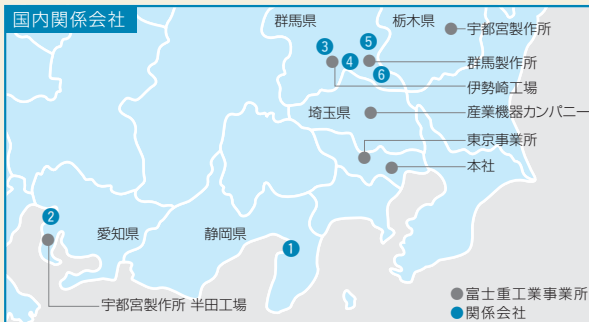 国内関係会社
群馬県
栃木県
宇都宮製作所
3
4
5
6
群馬製作所
伊勢崎工場
埼玉県
産業機器カンパニー
東京事業所
本社
2
愛知県
静岡県
1
宇都宮製作所 半田工場
富士重工業事業所
関係会社